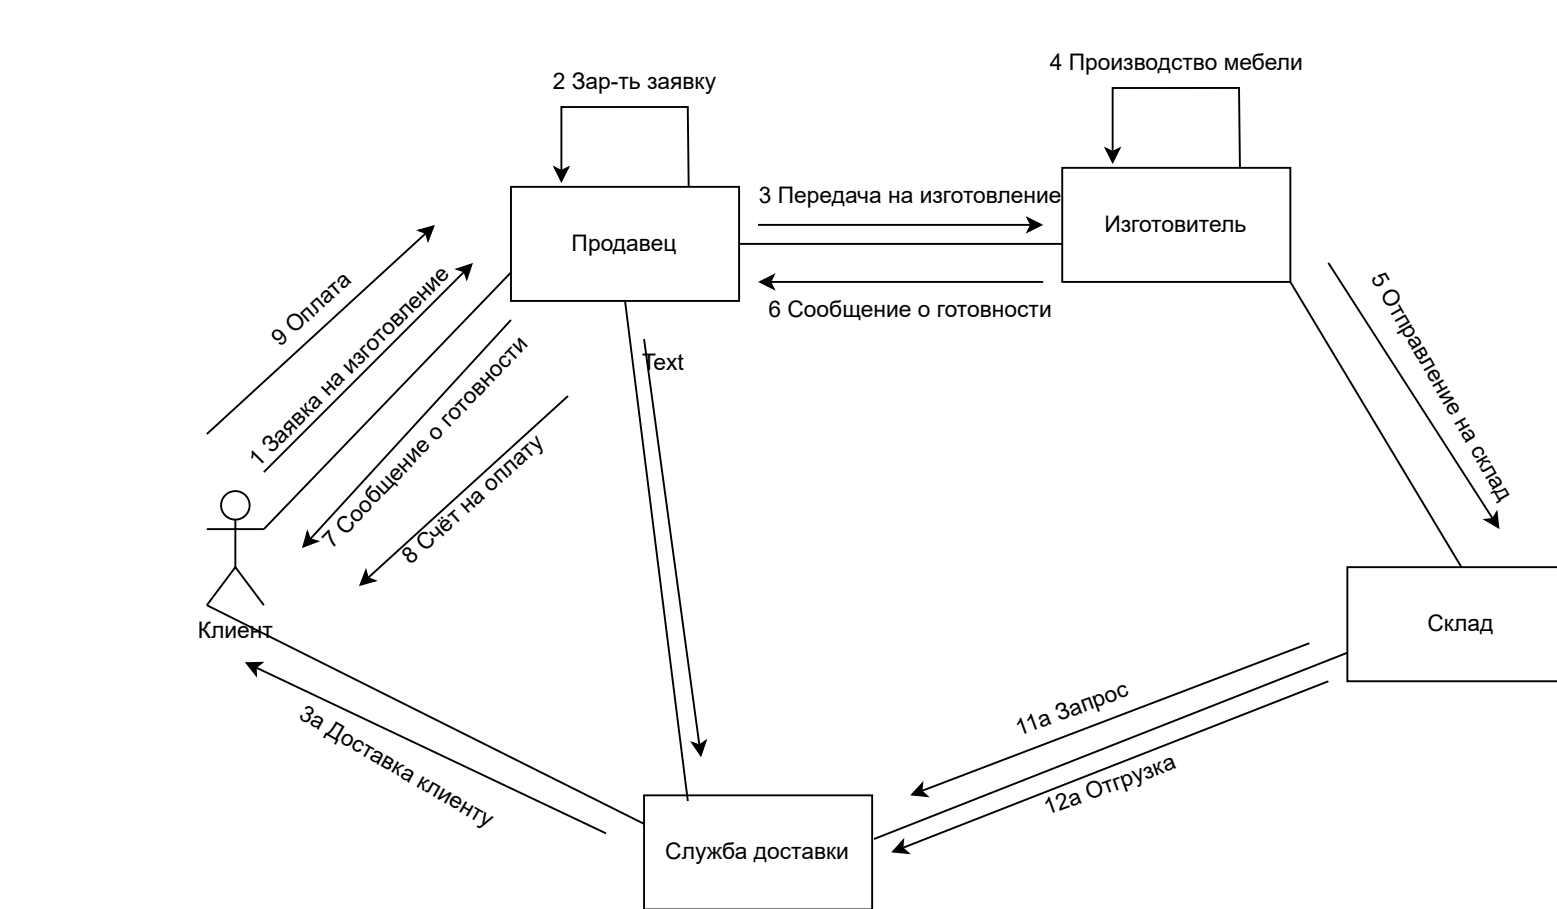 4 Производство мебели
2 Зар-ть заявку
3 Передача на изготовление
Изготовитель
Продавец
6 Сообщение о готовности
9 Оплата
1 Заявка на изготовление
5 Отправление на склад
Text
7 Сообщение о готовности
8 Счёт на оплату
Клиент
Склад
11а Запрос
3а Доставка клиенту
12а Отгрузка
Служба доставки